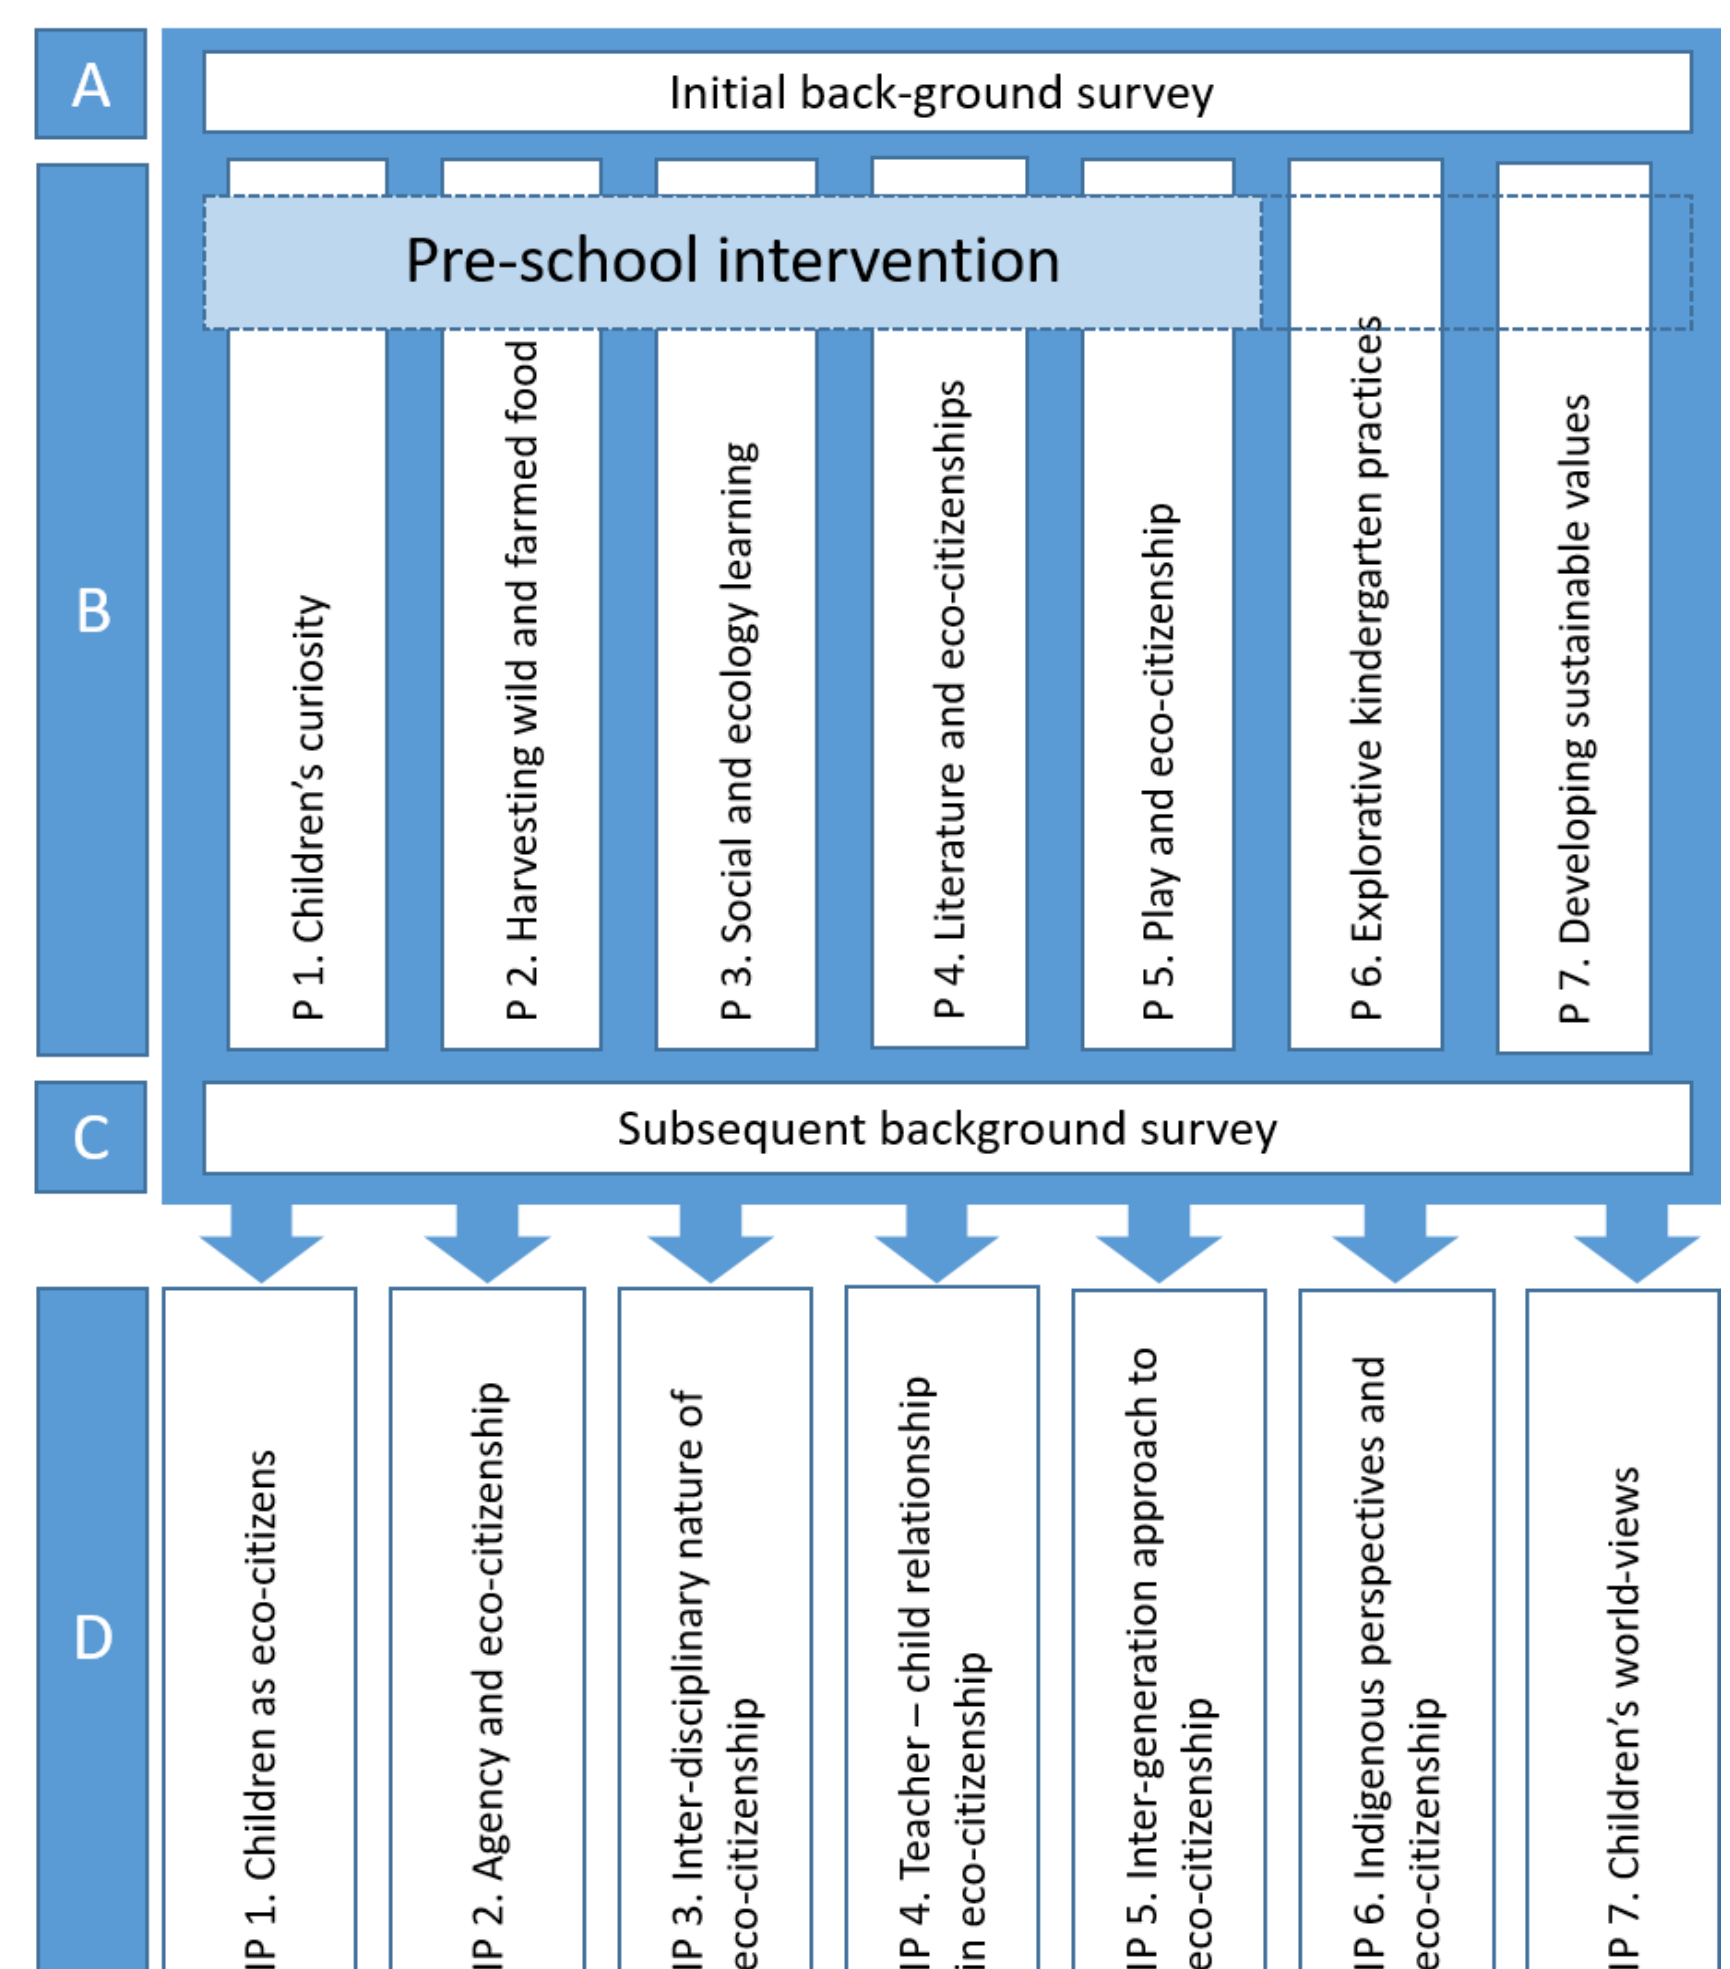 A
Initial back-ground survey
B
Pre-school intervention
P 1. Children’s curiosity
P 2. Harvesting wild and farmed food
P 3. Social and ecology learning
P 4. Literature and eco-citizenships
P 5. Play and eco-citizenship
P 6. Explorative kindergarten practices
P 7. Developing sustainable values
C
Subsequent background survey
D
IP 1. Children as eco-citizens
IP 2. Agency and eco-citizenship
IP 3. Inter-disciplinary nature of
eco-citizenship
IP 4. Teacher – child relationship
in eco-citizenship
IP 5. Inter-generation approach to
eco-citizenship
IP 6. Indigenous perspectives and
eco-citizenship
IP 7. Children’s world-views